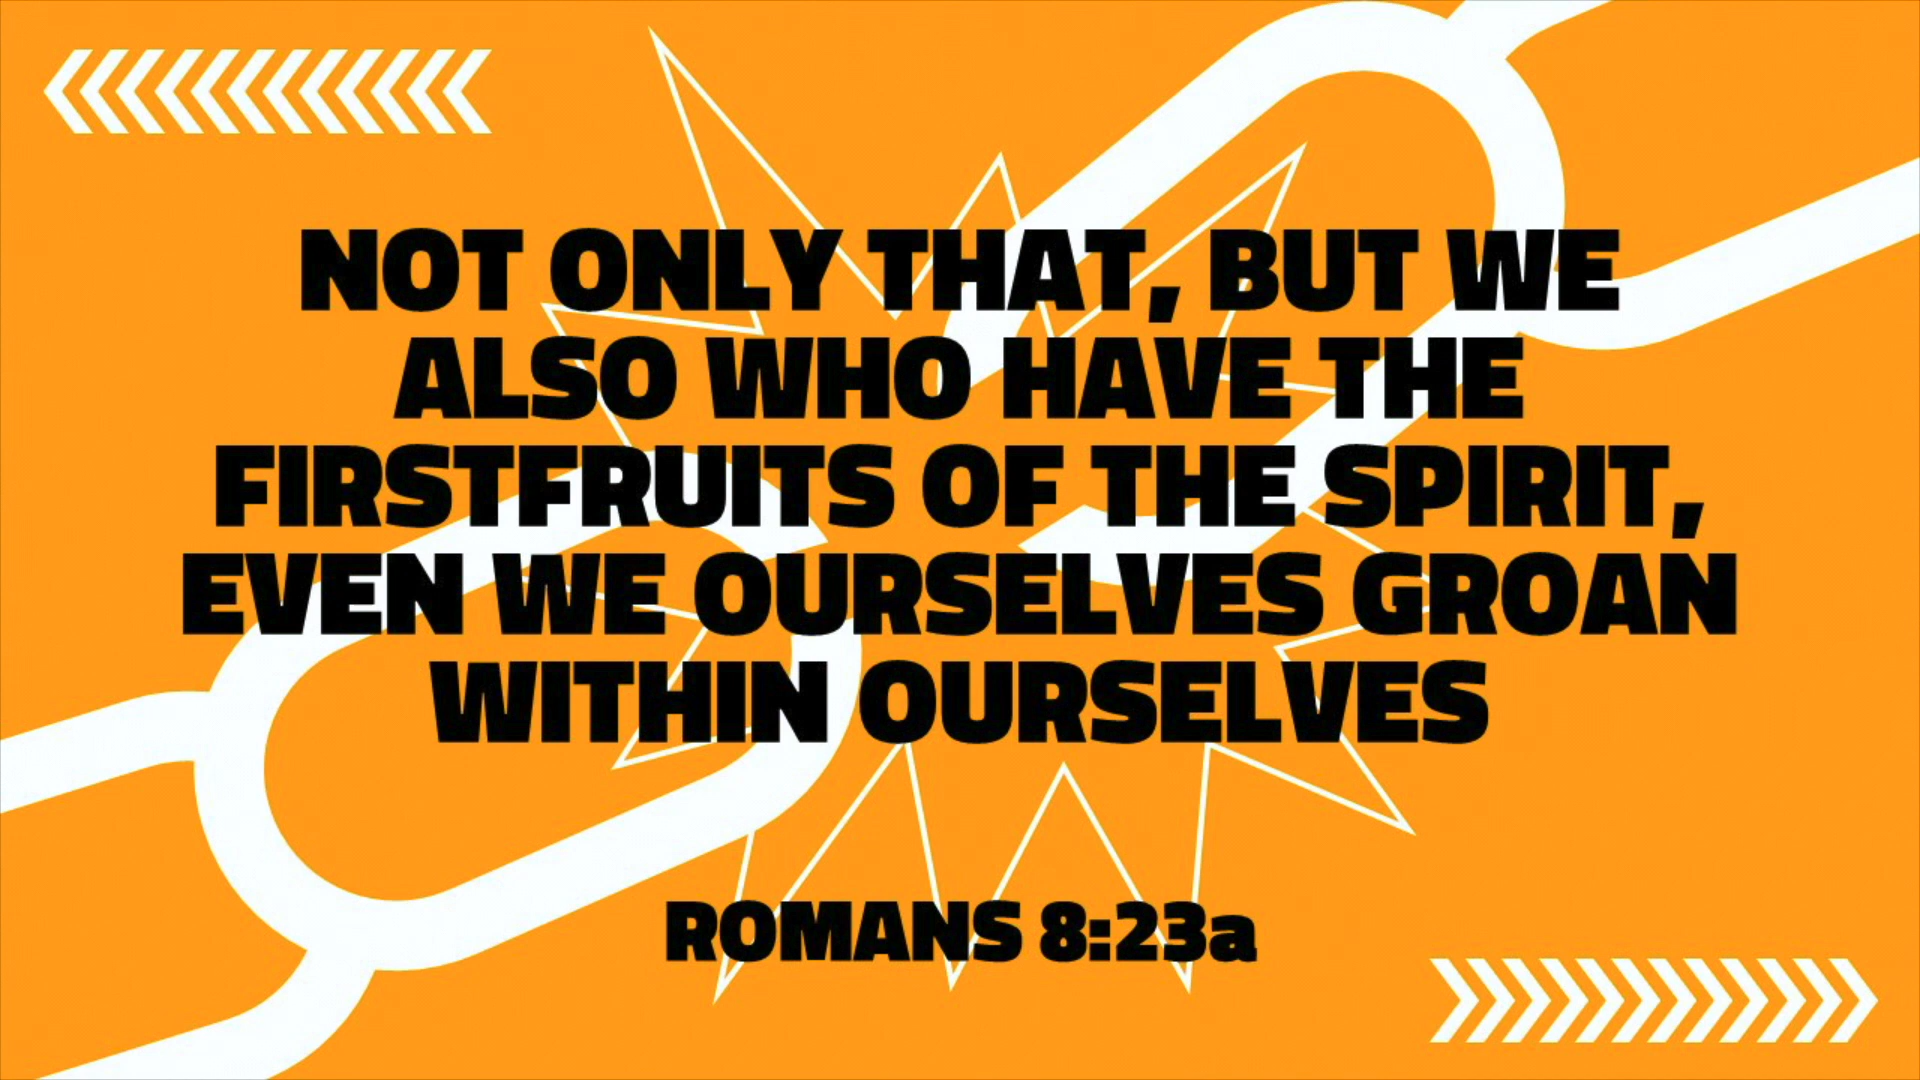 NOT ONLY THAT, BUT WE
ALSO WHO HAVE THE
FIRSTFRUITS OF THE SPIRIT,
EVEN WE OURSELVES GROAN
WITHIN OURSELVES
ROMANS 8:23a